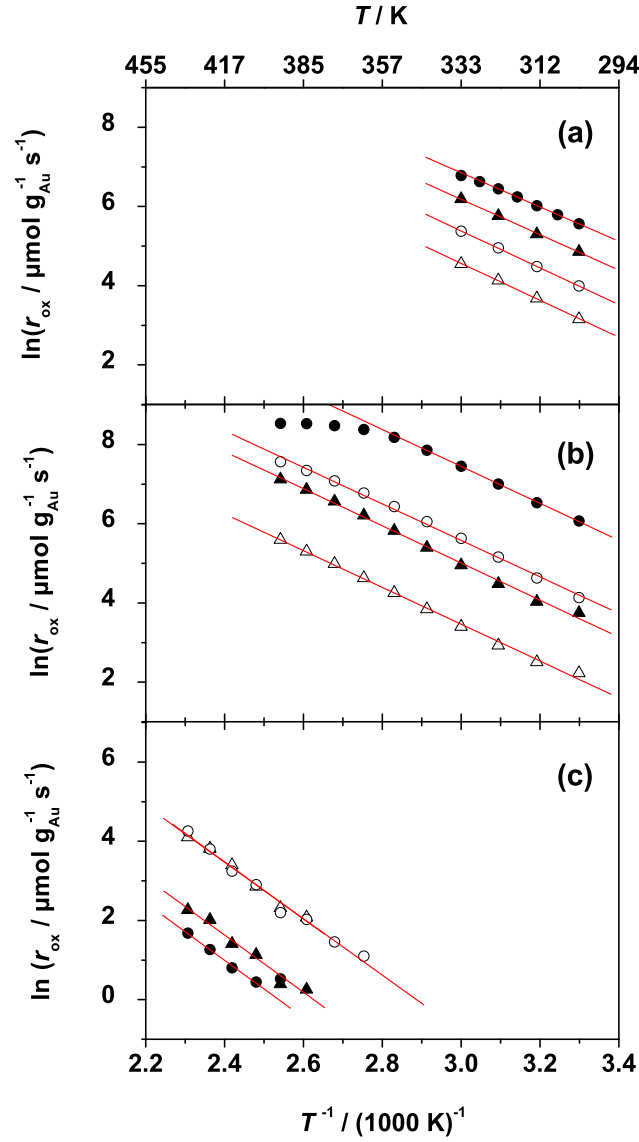 T / K
455 417 385 357 333 312 294
(a)
8
6
4
2
ln(r_ox / µmol g_Au^-1 s^-1)
(b)
8
6
4
2
ln(r_ox / µmol g_Au^-1 s^-1)
(c)
6
4
2
0
ln (r_ox / µmol g_Au^-1 s^-1)
2.2 2.4 2.6 2.8 3.0 3.2 3.4
T^-1 / (1000 K)^-1